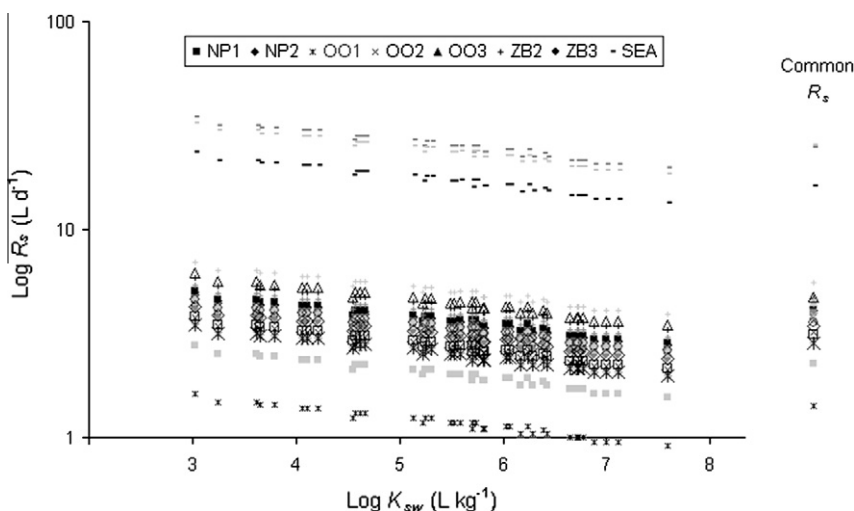 100
■ NP1 ◆ NP2 ✱ OO1 × OO2 ▲ OO3 + ZB2 ◆ ZB3 - SEA
Common
Rs
10
Log Rs (L d-1)
1
3 4 5 6 7 8
Log Ksw (L kg-1)